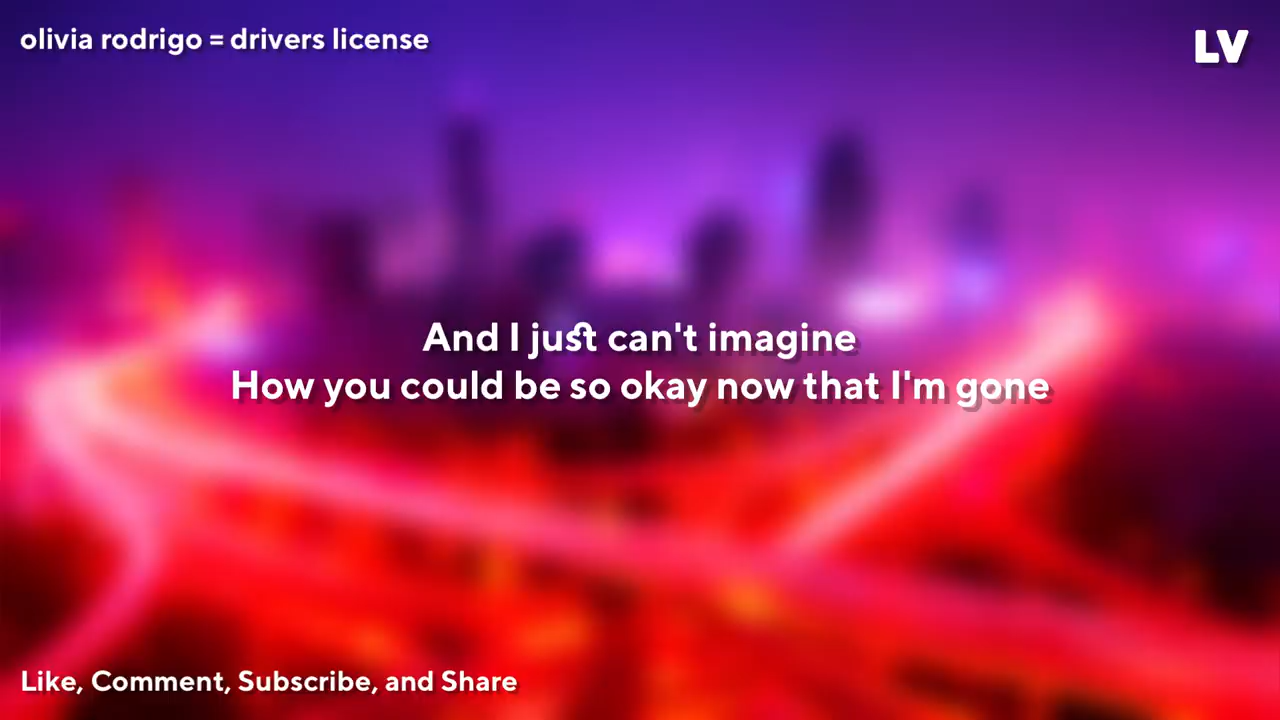 olivia rodrigo = drivers license
LV
And I just can't imagine
How you could be so okay now that I'm gone
Like, Comment, Subscribe, and Share